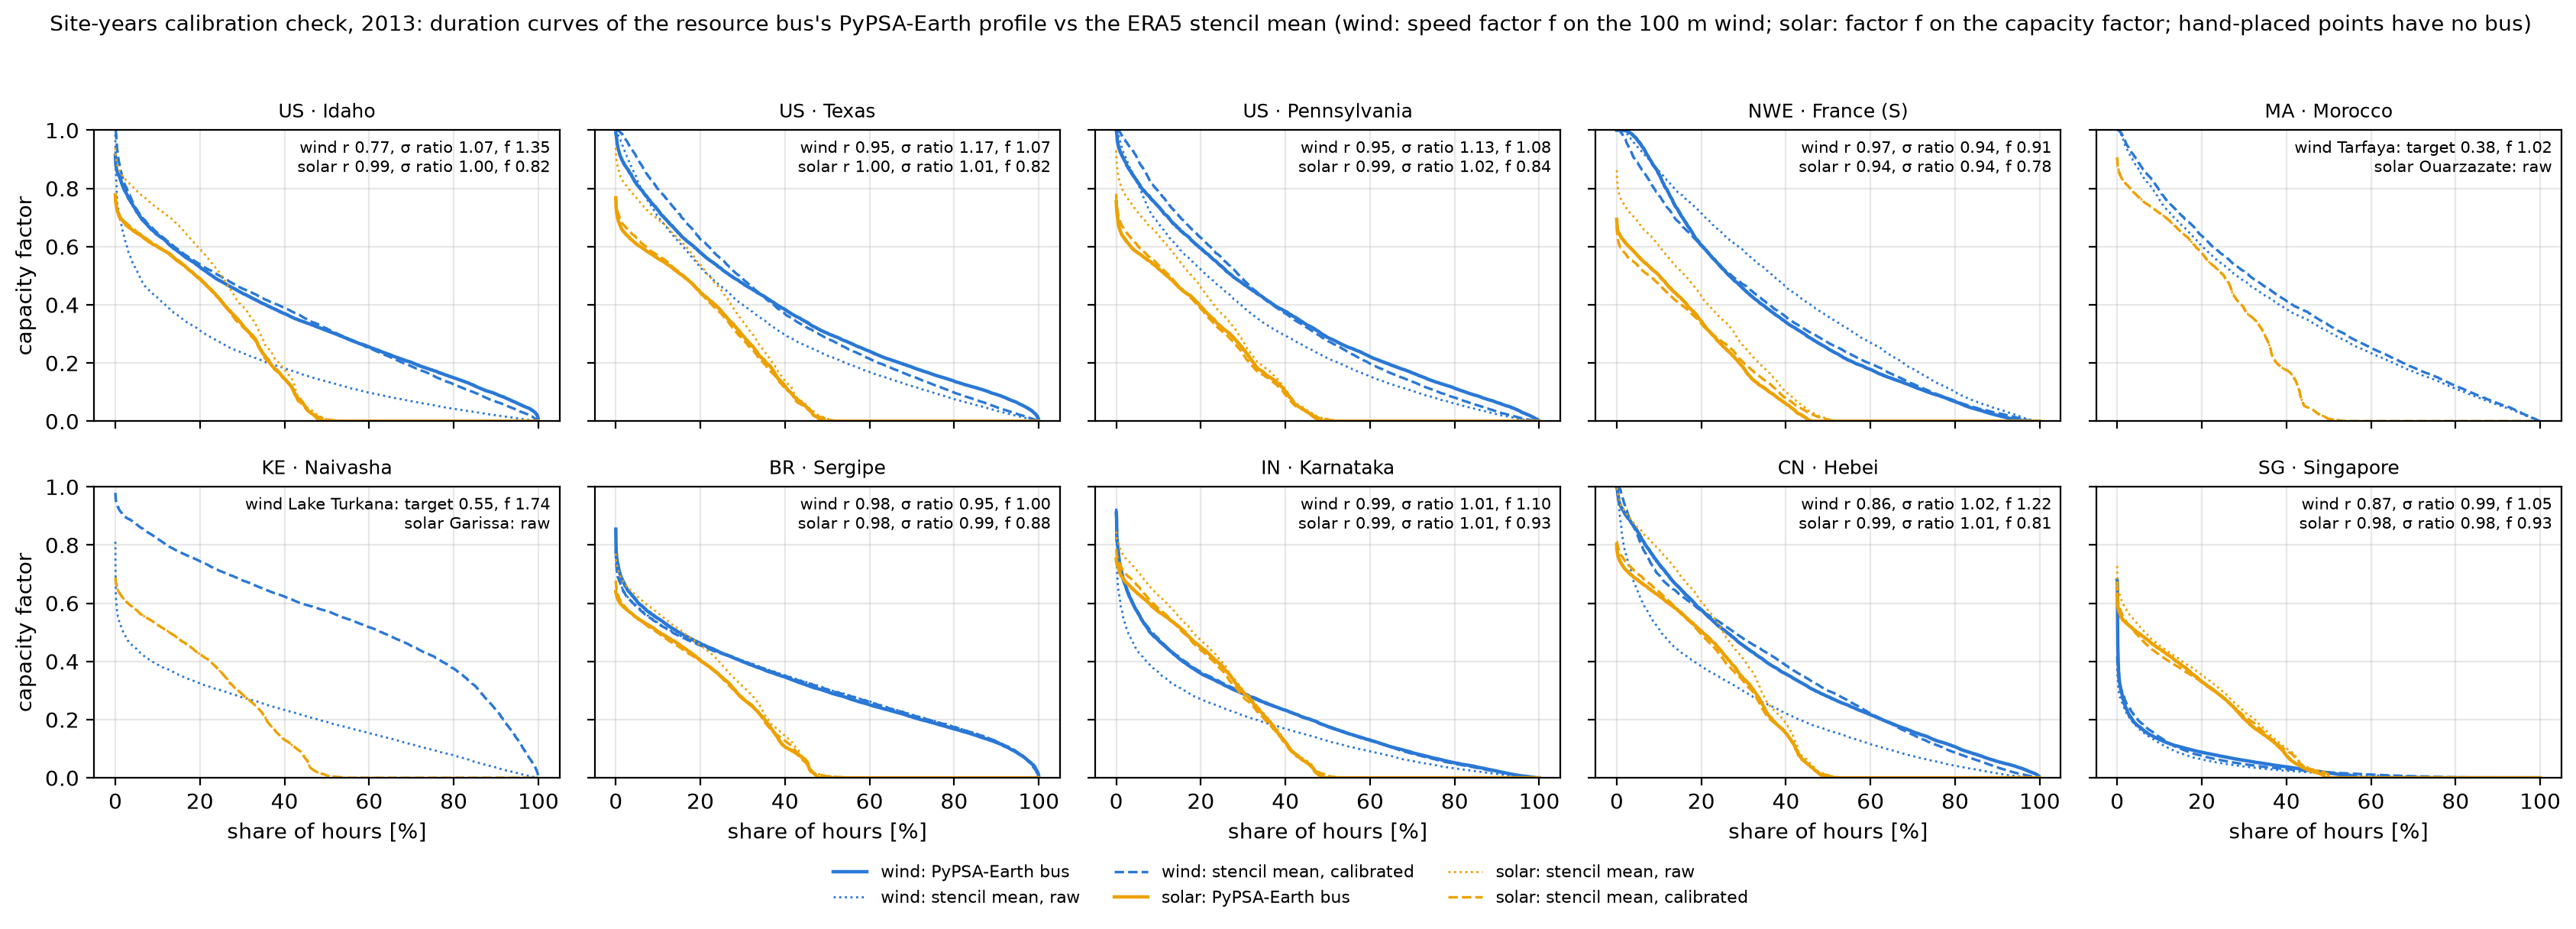 Site-years calibration check, 2013: duration curves of the resource bus's PyPSA-Earth profile vs the ERA5 stencil mean (wind: speed factor f on the 100 m wind; solar: factor f on the capacity factor; hand-placed points have no bus)
US · Idaho
US · Texas
US · Pennsylvania
NWE · France (S)
MA · Morocco
wind r 0.77, σ ratio 1.07, f 1.35
solar r 0.99, σ ratio 1.00, f 0.82
wind r 0.95, σ ratio 1.17, f 1.07
solar r 1.00, σ ratio 1.01, f 0.82
wind r 0.95, σ ratio 1.13, f 1.08
solar r 0.99, σ ratio 1.02, f 0.84
wind r 0.97, σ ratio 0.94, f 0.91
solar r 0.94, σ ratio 0.94, f 0.78
wind Tarfaya: target 0.38, f 1.02
solar Ouarzazate: raw
capacity factor
1.0
0.8
0.6
0.4
0.2
0.0
KE · Naivasha
BR · Sergipe
IN · Karnataka
CN · Hebei
SG · Singapore
wind Lake Turkana: target 0.55, f 1.74
solar Garissa: raw
wind r 0.98, σ ratio 0.95, f 1.00
solar r 0.98, σ ratio 0.99, f 0.88
wind r 0.99, σ ratio 1.01, f 1.10
solar r 0.99, σ ratio 1.01, f 0.93
wind r 0.86, σ ratio 1.02, f 1.22
solar r 0.99, σ ratio 1.01, f 0.81
wind r 0.87, σ ratio 0.99, f 1.05
solar r 0.98, σ ratio 0.98, f 0.93
capacity factor
1.0
0.8
0.6
0.4
0.2
0.0
0 20 40 60 80 100
0 20 40 60 80 100
0 20 40 60 80 100
0 20 40 60 80 100
0 20 40 60 80 100
share of hours [%]
share of hours [%]
share of hours [%]
share of hours [%]
share of hours [%]
wind: PyPSA-Earth bus
wind: stencil mean, raw
wind: stencil mean, calibrated
solar: PyPSA-Earth bus
solar: stencil mean, raw
solar: stencil mean, calibrated